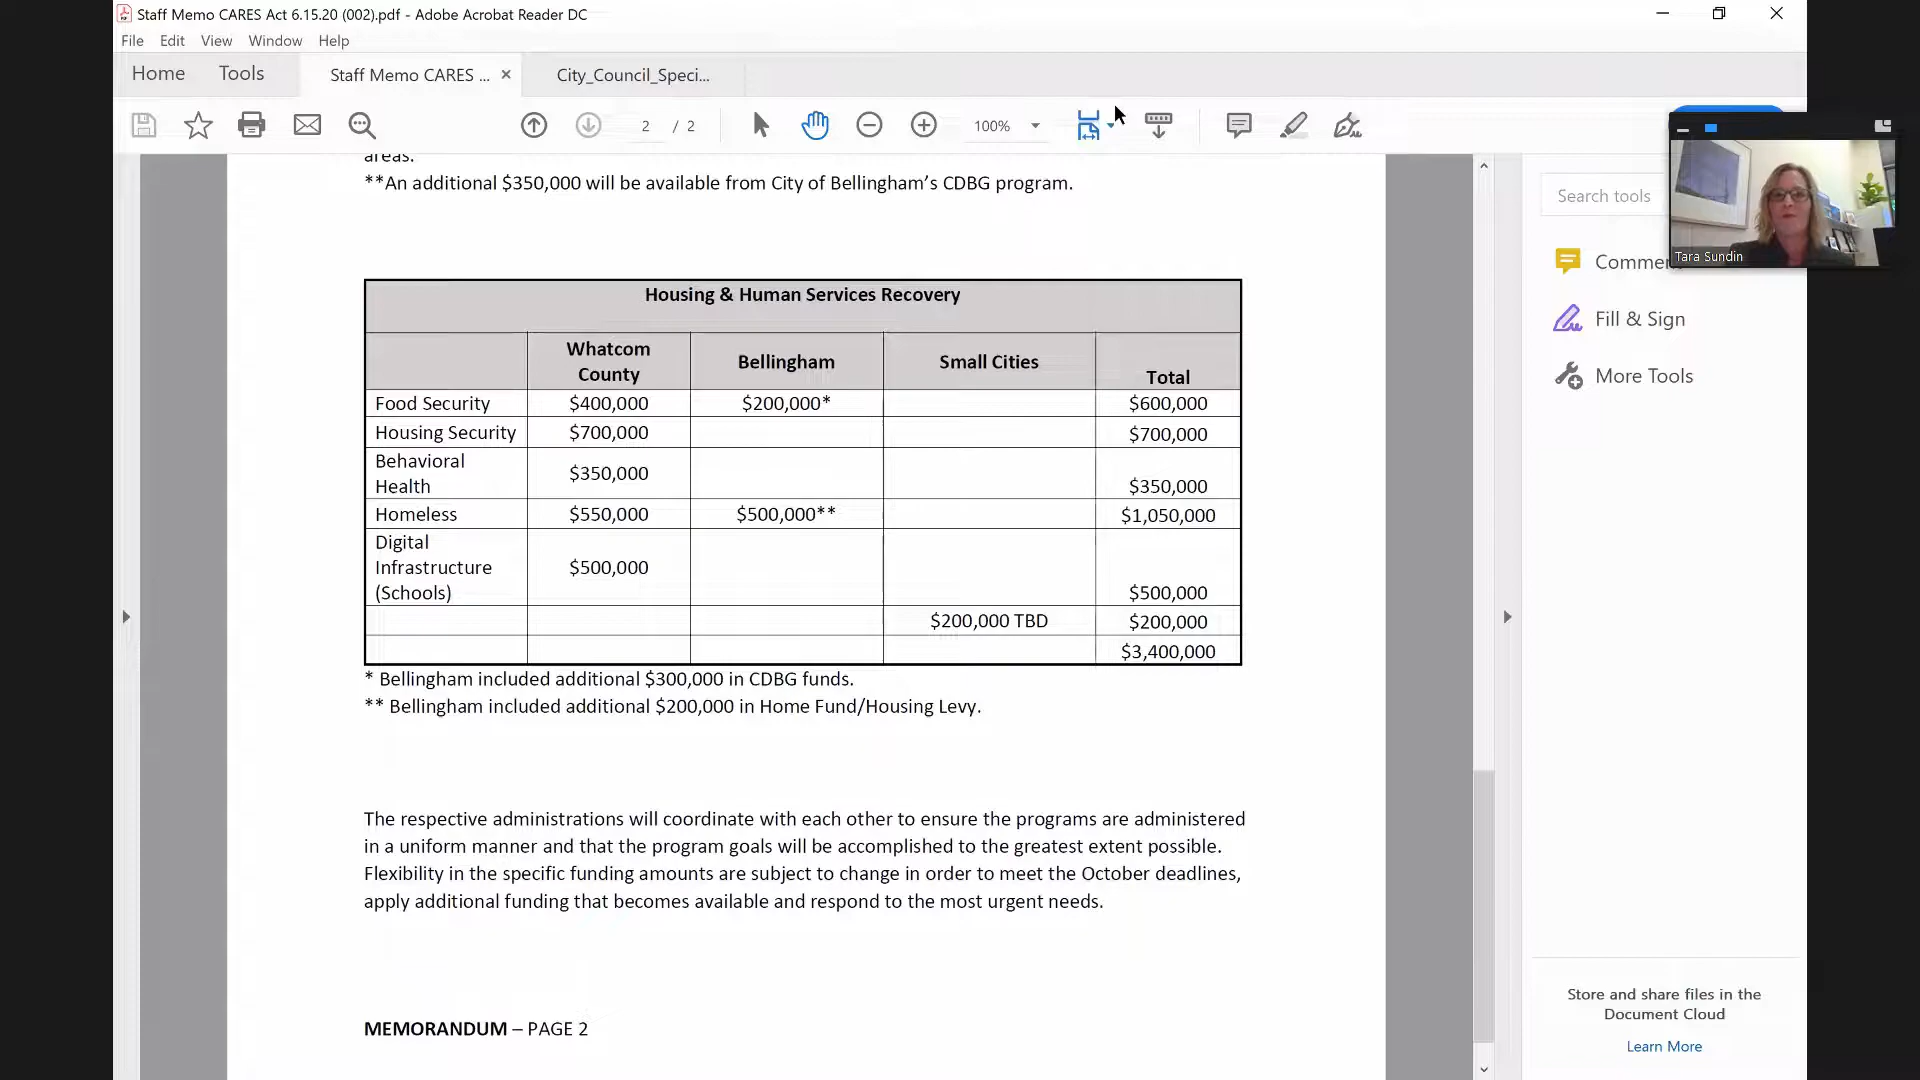 Staff Memo CARES Act 6.15.20 (002).pdf - Adobe Acrobat Reader DC
File Edit View Window Help
Home Tools Staff Memo CARES ... City_Council_Speci...
2 / 2 100%
areas.
**An additional $350,000 will be available from City of Bellingham’s CDBG program.
Housing & Human Services Recovery
Whatcom County Bellingham Small Cities Total
Food Security $400,000 $200,000* $600,000
Housing Security $700,000 $700,000
Behavioral
Health $350,000 $350,000
Homeless $550,000 $500,000** $1,050,000
Digital
Infrastructure
(Schools) $500,000 $500,000
$200,000 TBD $200,000
$3,400,000
* Bellingham included additional $300,000 in CDBG funds.
** Bellingham included additional $200,000 in Home Fund/Housing Levy.
The respective administrations will coordinate with each other to ensure the programs are administered
in a uniform manner and that the program goals will be accomplished to the greatest extent possible.
Flexibility in the specific funding amounts are subject to change in order to meet the October deadlines,
apply additional funding that becomes available and respond to the most urgent needs.
MEMORANDUM – PAGE 2
Search tools
Tara Sundin
Commen
Fill & Sign
More Tools
Store and share files in the
Document Cloud
Learn More